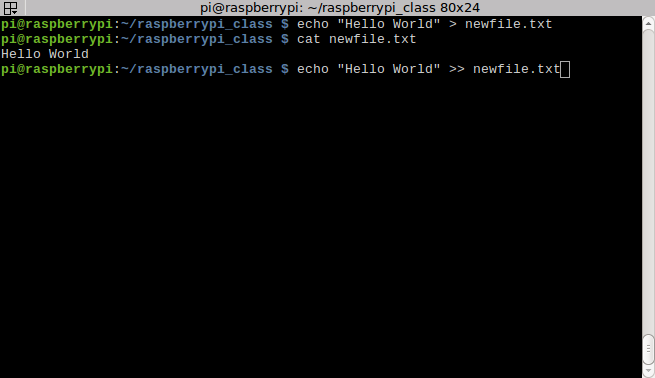 pi@raspberrypi: ~/raspberrypi_class 80x24
pi@raspberrypi:~/raspberrypi_class $ echo "Hello World" > newfile.txt
pi@raspberrypi:~/raspberrypi_class $ cat newfile.txt
Hello World
pi@raspberrypi:~/raspberrypi_class $ echo "Hello World" >> newfile.txt